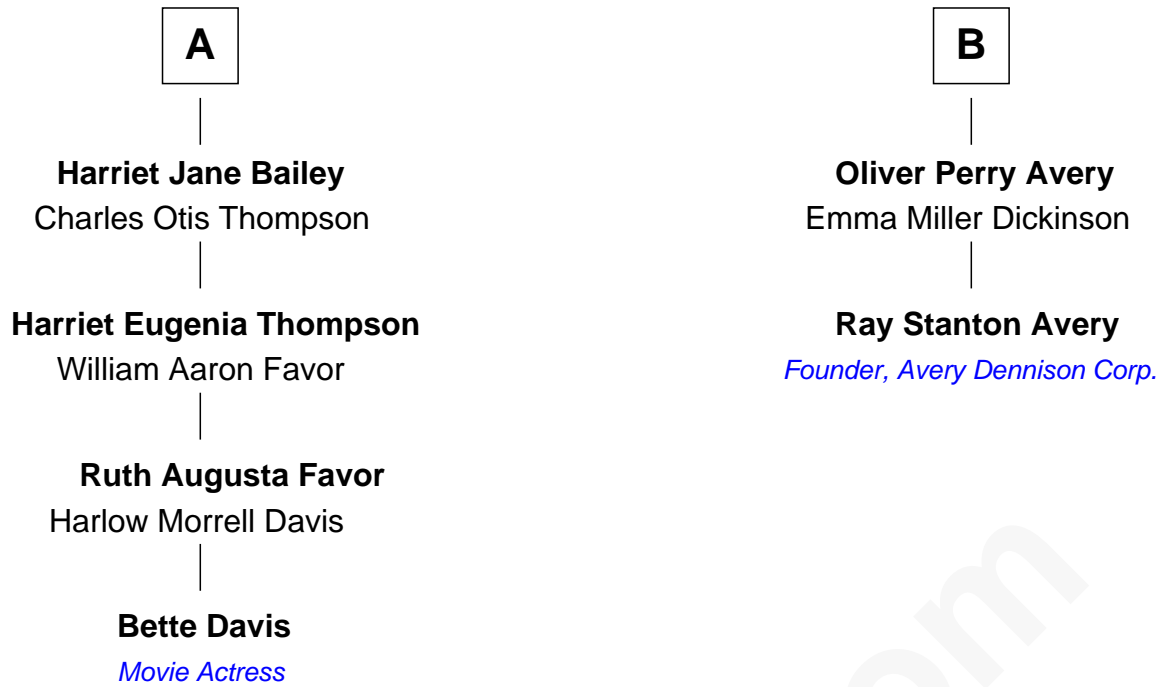 A
Harriet Jane Bailey
Charles Otis Thompson
Harriet Eugenia Thompson
William Aaron Favor
Ruth Augusta Favor
Harlow Morrell Davis
Bette Davis
Movie Actress
B
Oliver Perry Avery
Emma Miller Dickinson
Ray Stanton Avery
Founder, Avery Dennison Corp.
om